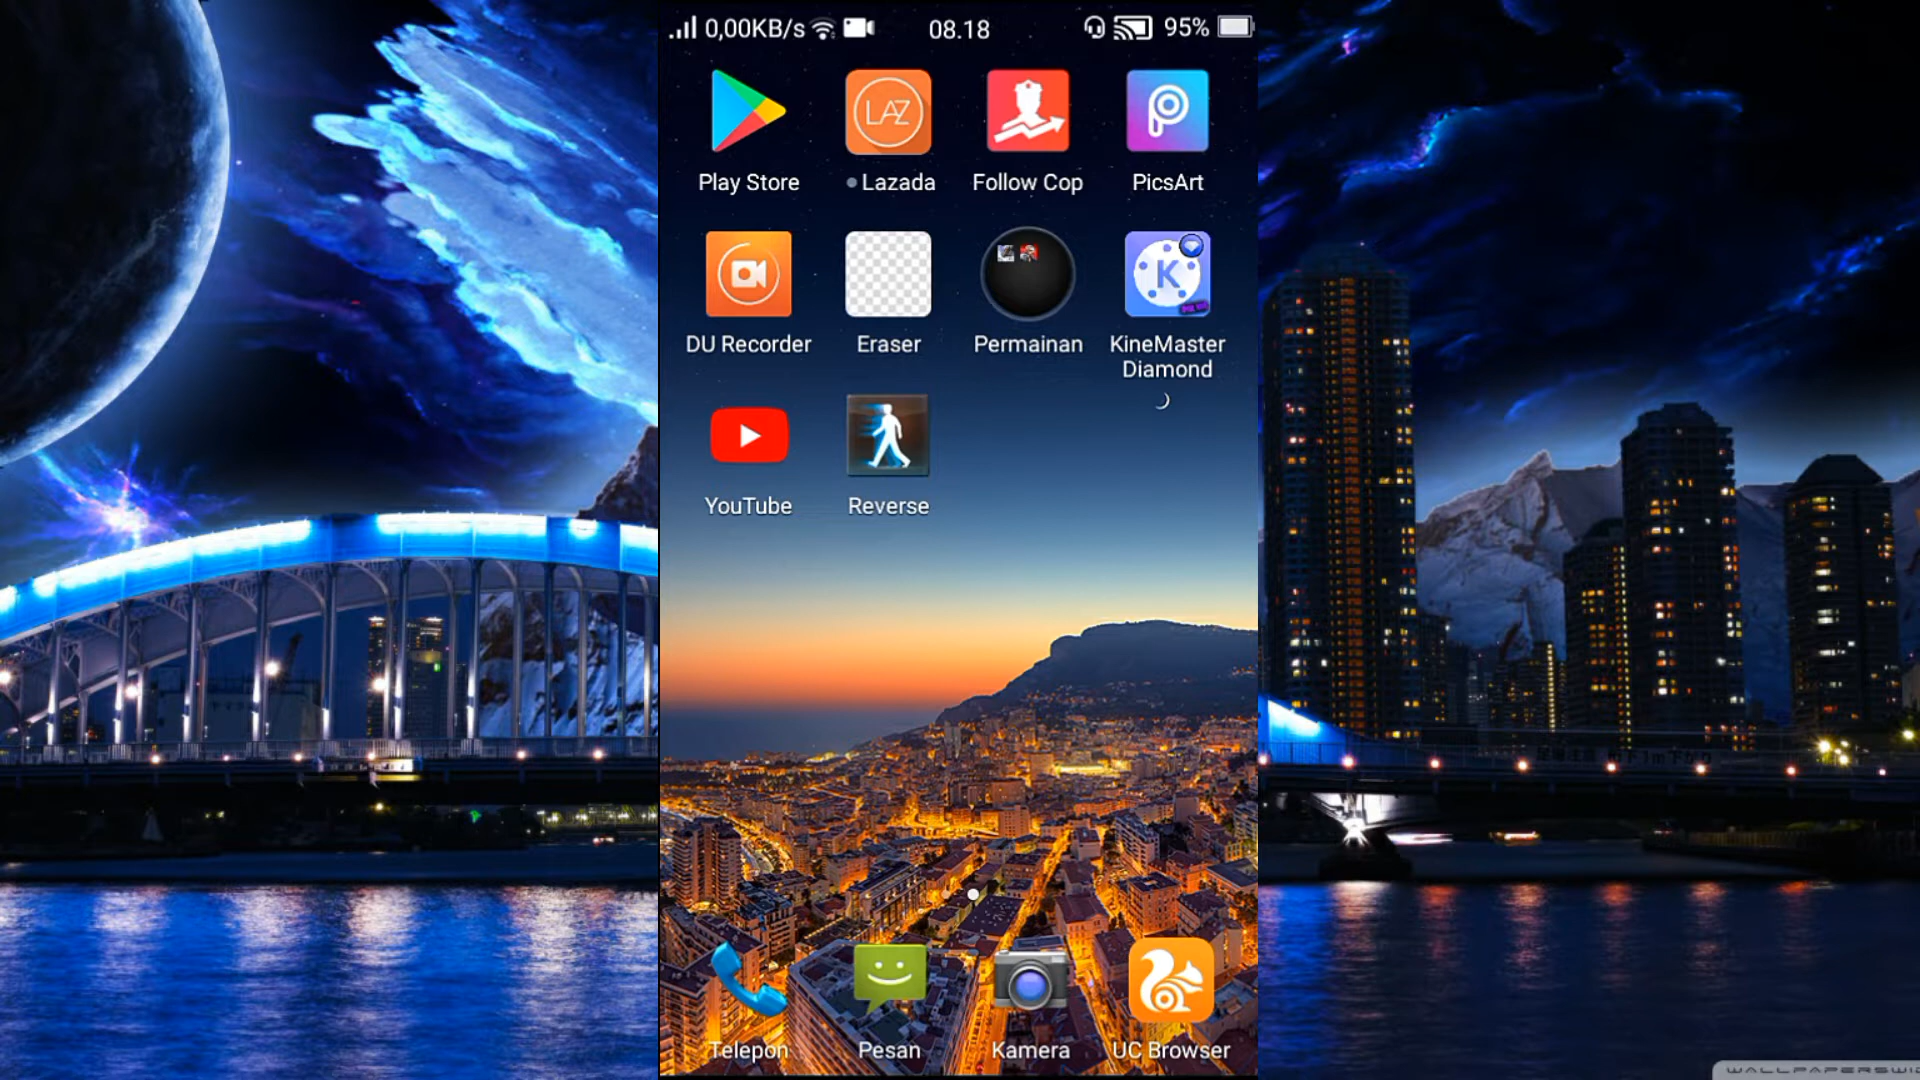 0,00KB/s 08.18 95%
LAZ
Play Store • Lazada Follow Cop PicsArt
K
DU Recorder Eraser Permainan KineMaster
Diamond
YouTube Reverse
Telepon Pesan Kamera UC Browser